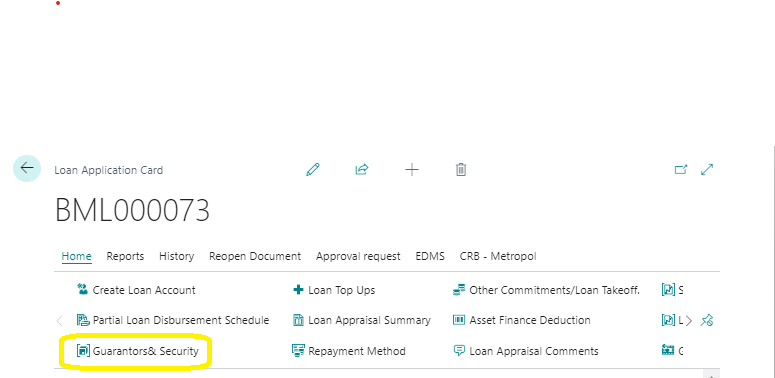 Loan Application Card
BML000073
Home Reports History Reopen Document Approval request EDMS CRB - Metropol
Create Loan Account Loan Top Ups Other Commitments/Loan Takeoff. S
Partial Loan Disbursement Schedule Loan Appraisal Summary Asset Finance Deduction L
Guarantors& Security Repayment Method Loan Appraisal Comments